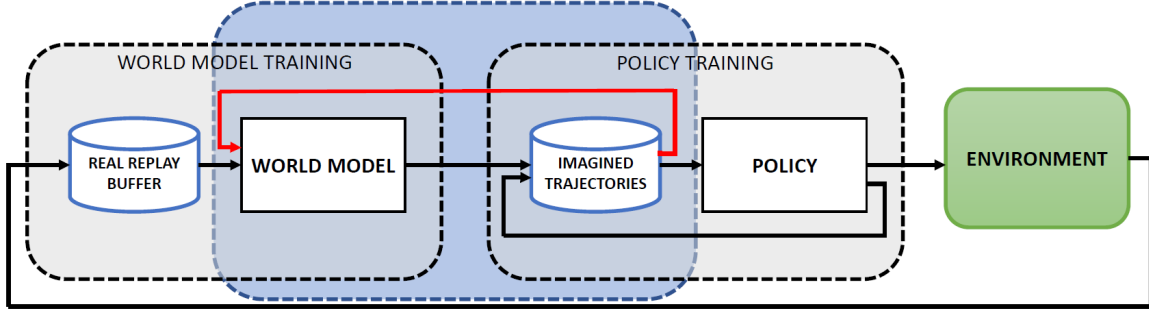 WORLD MODEL TRAINING
POLICY TRAINING
REAL REPLAY
BUFFER
WORLD MODEL
IMAGINED
TRAJECTORIES
POLICY
ENVIRONMENT